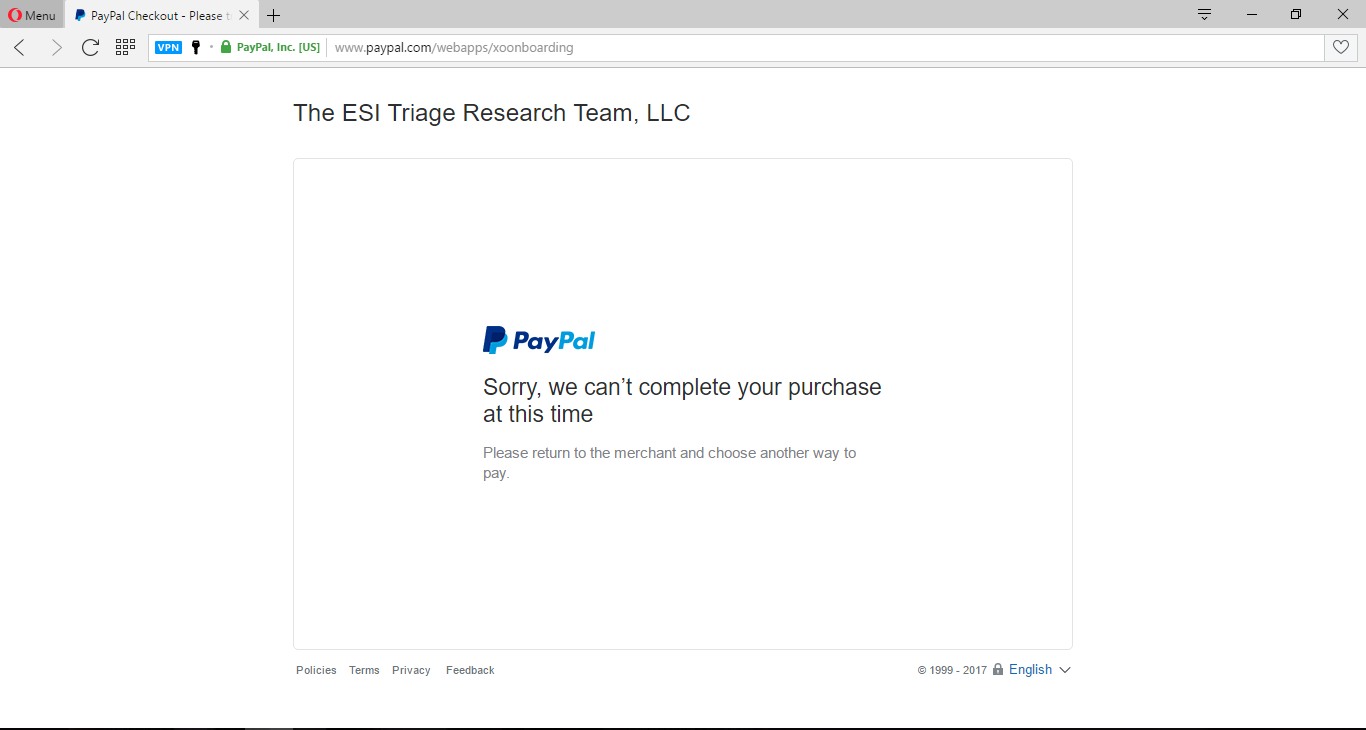 Menu
PayPal Checkout - Please t
VPN PayPal, Inc. [US] www.paypal.com/webapps/xoonboarding
The ESI Triage Research Team, LLC
PayPal
Sorry, we can’t complete your purchase
at this time
Please return to the merchant and choose another way to
pay.
Policies Terms Privacy Feedback
© 1999 - 2017 English